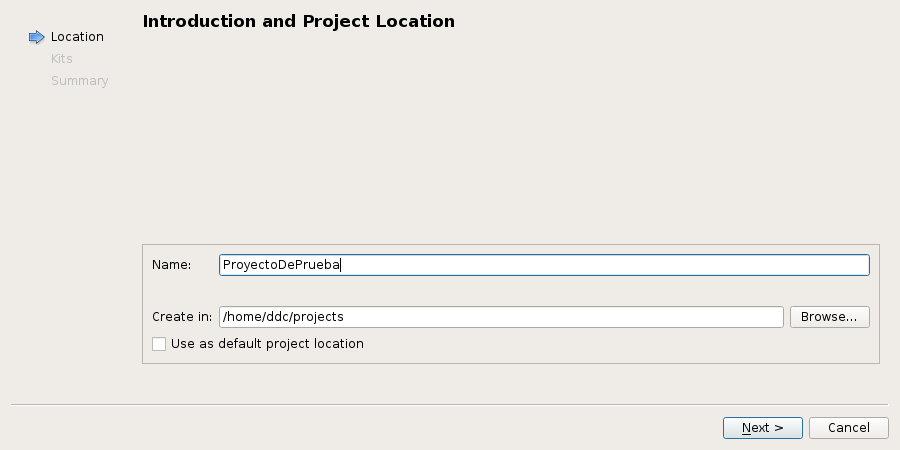 Introduction and Project Location
Location
Kits
Summary
Name: ProyectoDePrueba
Create in: /home/ddc/projects Browse...
Use as default project location
Next > Cancel